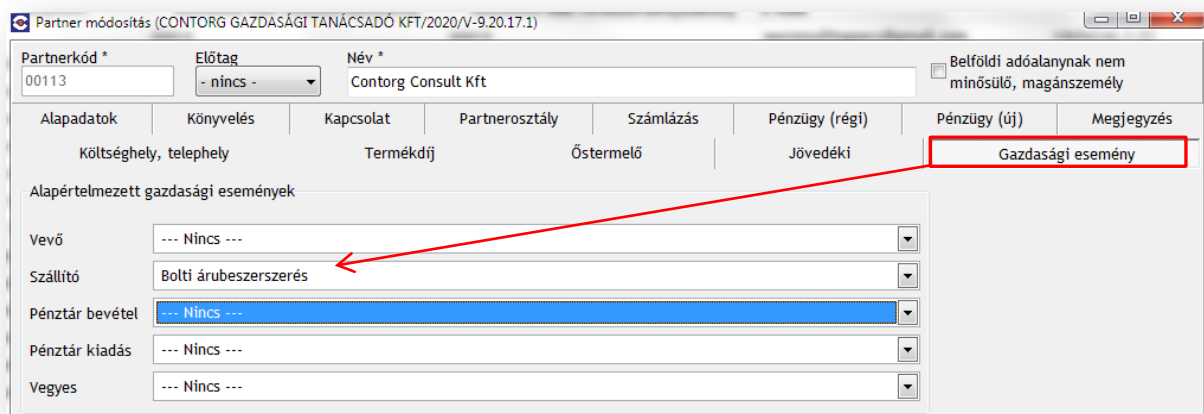 Partner módosítás (CONTORG GAZDASÁGI TANÁCSADÓ KFT/2020/V-9.20.17.1)
Partnerkód * Előtag Név *
00113 - nincs - Contorg Consult Kft
Belföldi adóalanynak nem
minősülő, magánszemély
Alapadatok Könyvelés Kapcsolat Partnerosztály Számlázás Pénzügy (régi) Pénzügy (új) Megjegyzés
Költséghely, telephely Termékdíj Őstermelő Jövedéki Gazdasági esemény
Alapértelmezett gazdasági események
Vevő --- Nincs ---
Szállító Bolti árubeszerszerés
Pénztár bevétel --- Nincs ---
Pénztár kiadás --- Nincs ---
Vegyes --- Nincs ---